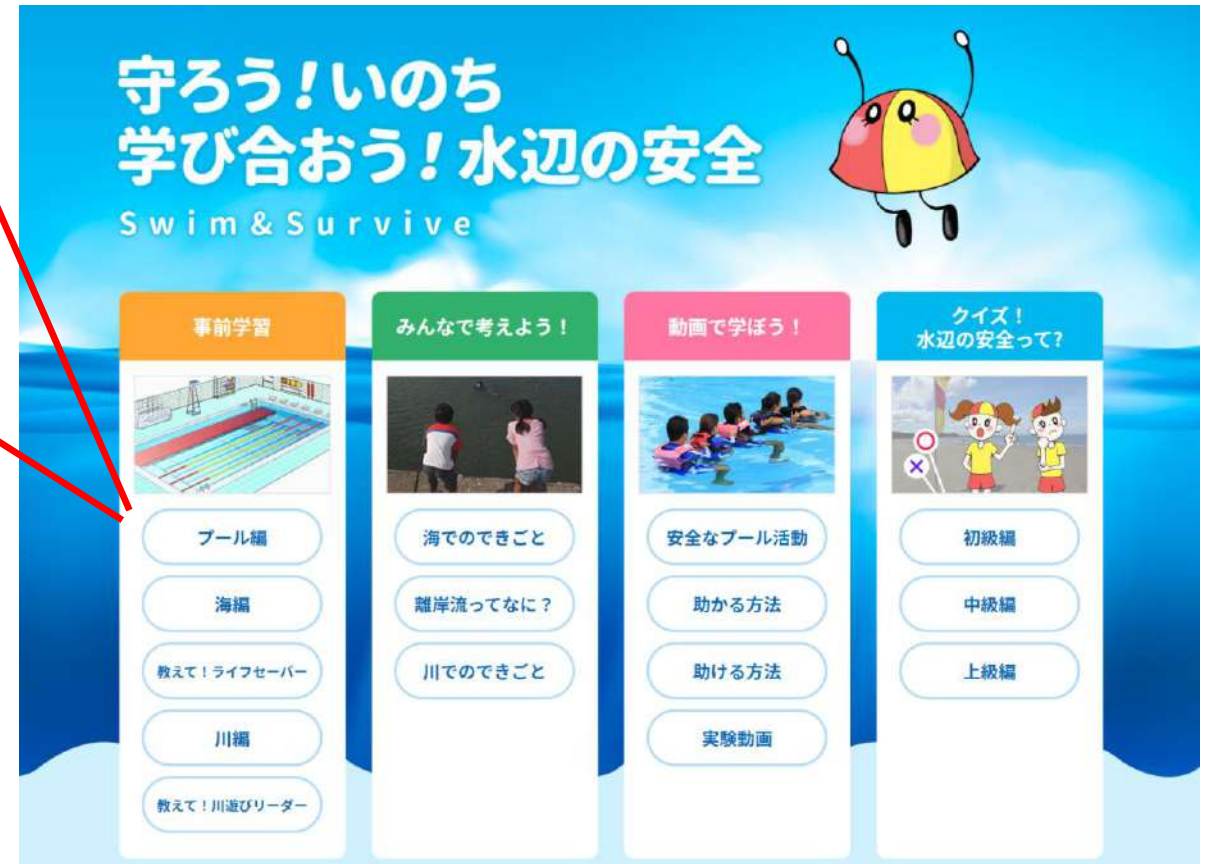 守ろう!いのち
学び合おう!水辺の安全
Swim&Survive
事前学習
プール編
海編
教えて!ライフセーバー
川編
教えて!川遊びリーダー
みんなで考えよう!
海でのできごと
離岸流ってなに?
川でのできごと
動画で学ぼう!
安全なプール活動
助かる方法
助ける方法
実験動画
クイズ!
水辺の安全って?
初級編
中級編
上級編